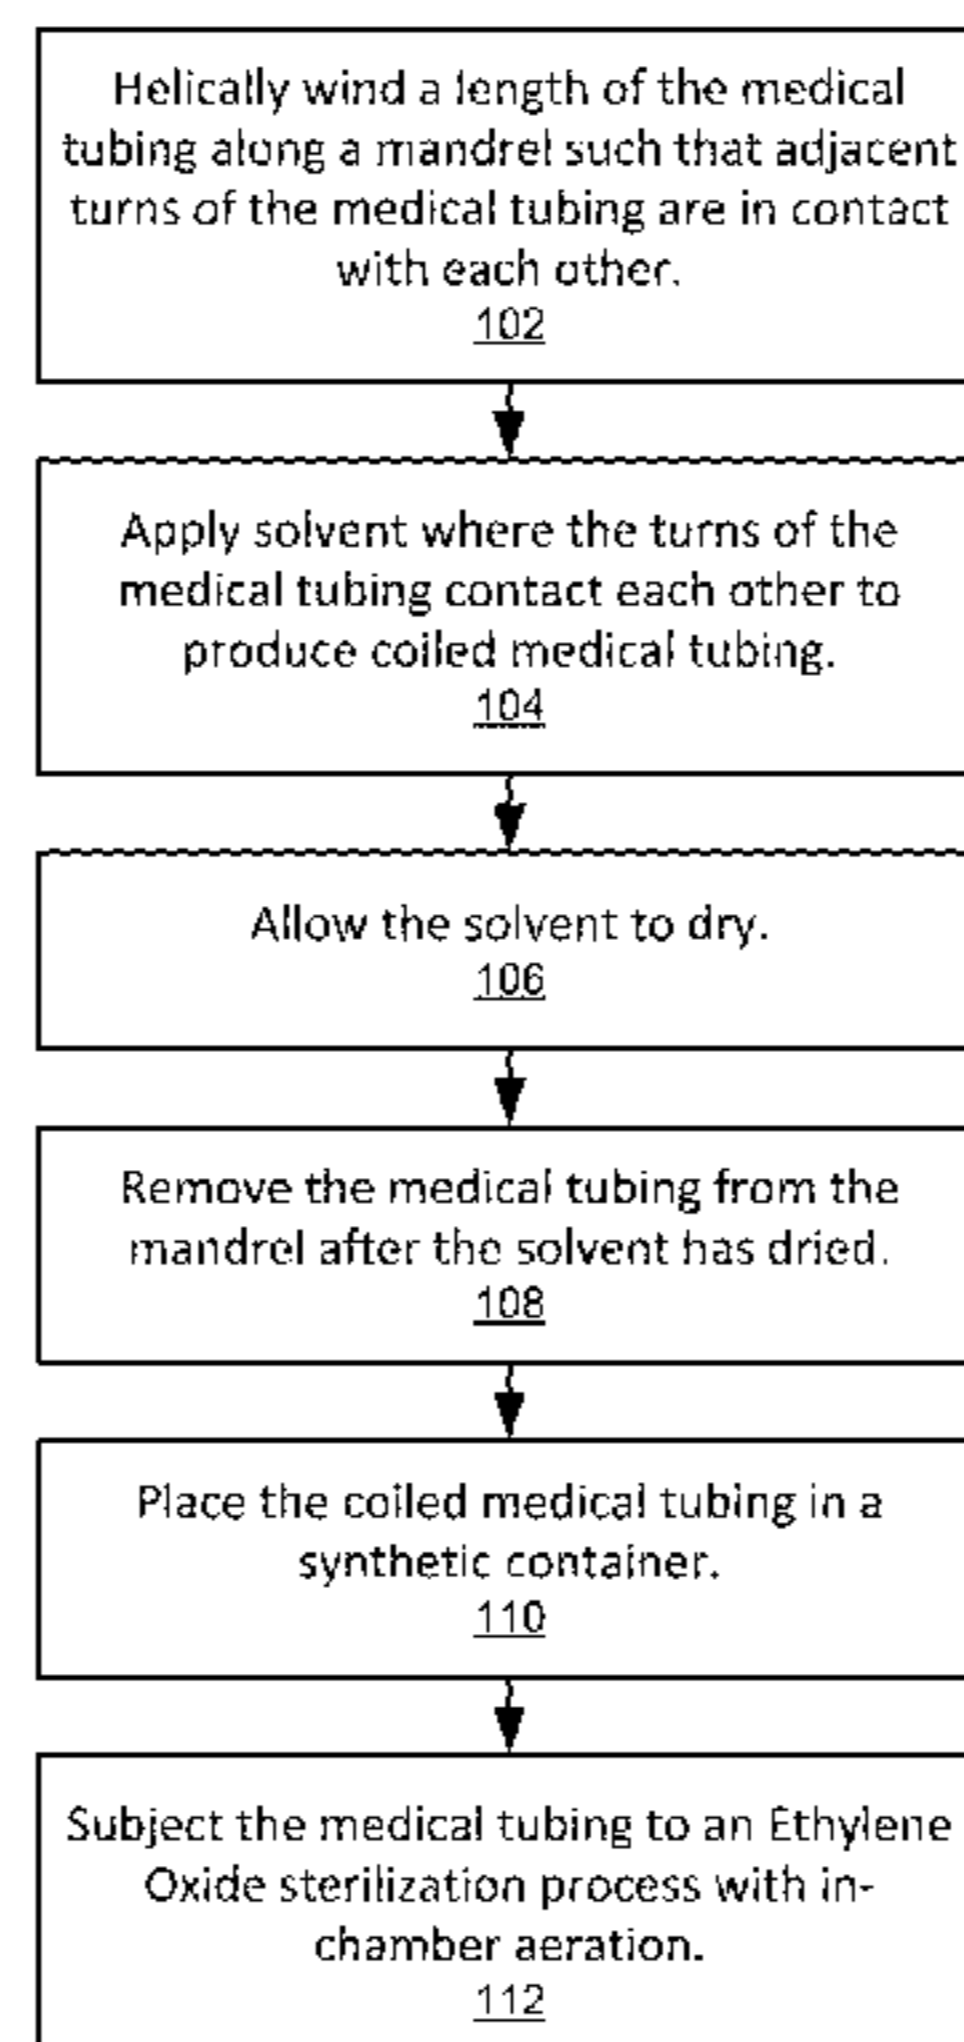 Helically wind a length of the medical
tubing along a mandrel such that adjacent
turns of the medical tubing are in contact
with each other.
102
Apply solvent where the turns of the
medical tubing contact each other to
produce coiled medical tubing.
104
Allow the solvent to dry.
106
Remove the medical tubing from the
mandrel after the solvent has dried.
108
Place the coiled medical tubing in a
synthetic container.
110
Subject the medical tubing to an Ethylene
Oxide sterilization process with in-
chamber aeration.
112